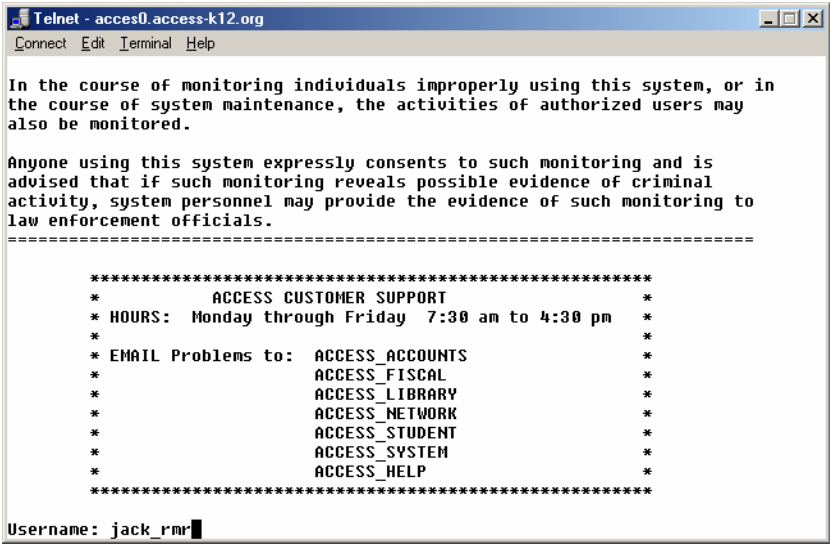 Telnet - acces0.access-k12.org
Connect Edit Terminal Help
In the course of monitoring individuals improperly using this system, or in
the course of system maintenance, the activities of authorized users may
also be monitored.
Anyone using this system expressly consents to such monitoring and is
advised that if such monitoring reveals possible evidence of criminal
activity, system personnel may provide the evidence of such monitoring to
law enforcement officials.
=========================================================================
*******************************************************
* ACCESS CUSTOMER SUPPORT *
* HOURS: Monday through Friday 7:30 am to 4:30 pm *
* *
* EMAIL Problems to: ACCESS_ACCOUNTS *
* ACCESS_FISCAL *
* ACCESS_LIBRARY *
* ACCESS_NETWORK *
* ACCESS_STUDENT *
* ACCESS_SYSTEM *
* ACCESS_HELP *
*******************************************************
Username: jack_rmr